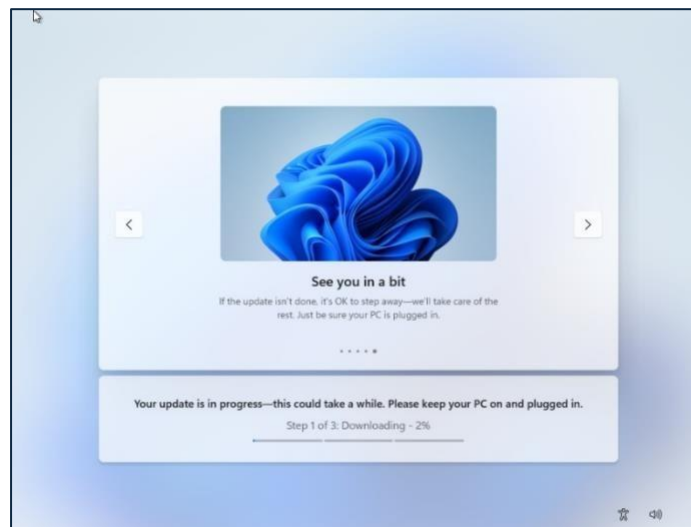 See you in a bit
If the update isn't done, it's OK to step away—we'll take care of the
rest. Just be sure your PC is plugged in.
Your update is in progress—this could take a while. Please keep your PC on and plugged in.
Step 1 of 3: Downloading - 2%